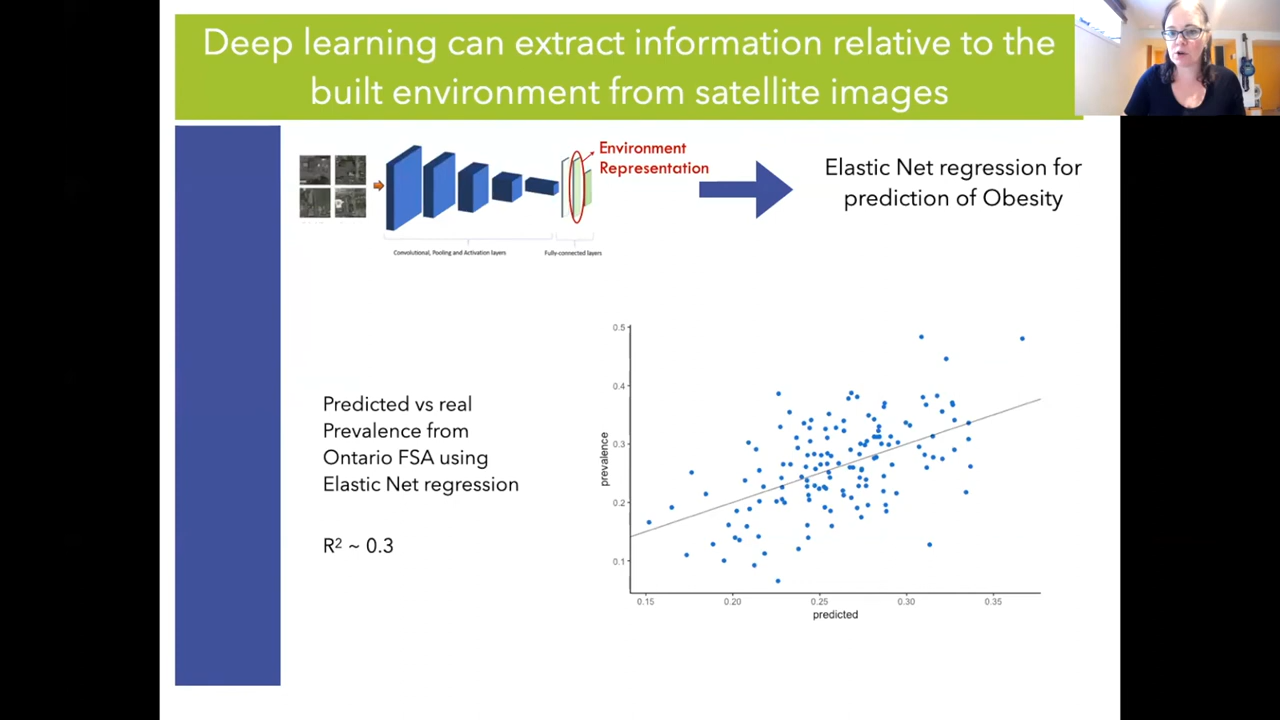 Deep learning can extract information relative to the
built environment from satellite images
Environment
Representation
Elastic Net regression for
prediction of Obesity
Convolutional, Pooling and Activation layers
Fully-connected layers
Predicted vs real
Prevalence from
Ontario FSA using
Elastic Net regression
R² ~ 0.3
0.5
0.4
0.3
0.2
0.1
prevalence
0.15 0.20 0.25 0.30 0.35
predicted